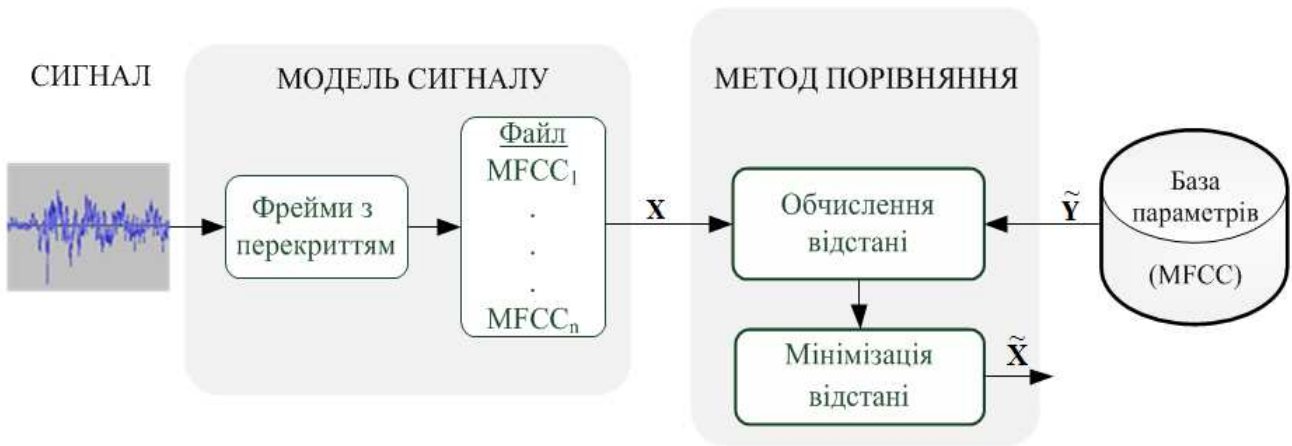 СИГНАЛ
МОДЕЛЬ СИГНАЛУ
МЕТОД ПОРІВНЯННЯ
Фрейми з
перекриттям
Файл
MFCC₁
.
.
.
MFCCₙ
X
Обчислення
відстані
Ỹ
База
параметрів
(MFCC)
Мінімізація
відстані
X̃